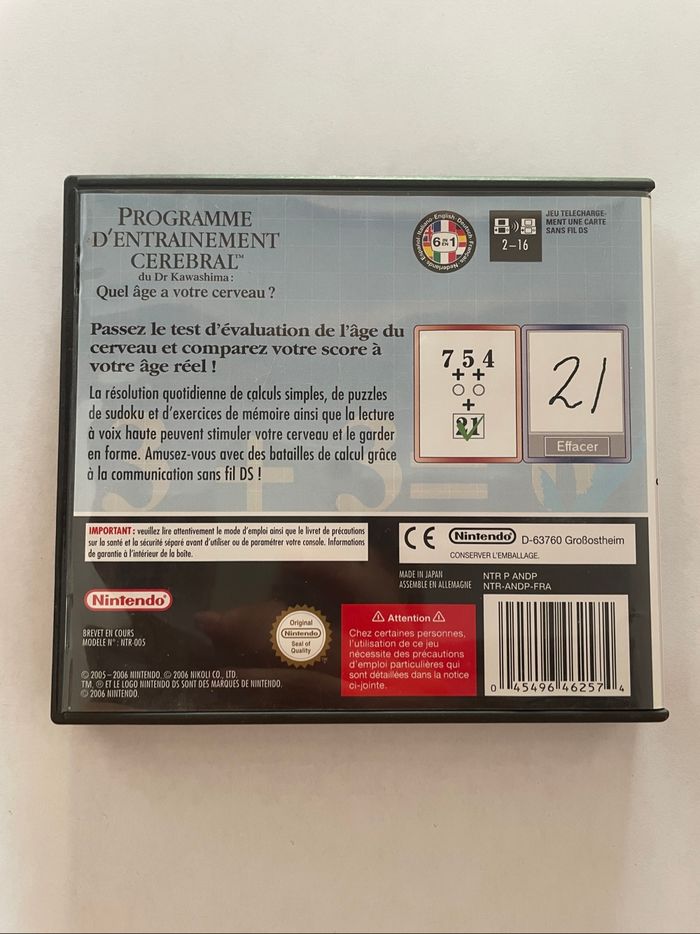 PROGRAMME
D'ENTRAINEMENT
CEREBRAL™
du Dr Kawashima :
Quel âge a votre cerveau ?
English Deutsch Français Nederlands Español Italiano
6 EN 1
2–16
JEU TELECHARGE-
MENT UNE CARTE
SANS FIL DS
Passez le test d'évaluation de l'âge du
cerveau et comparez votre score à
votre âge réel !
La résolution quotidienne de calculs simples, de puzzles
de sudoku et d'exercices de mémoire ainsi que la lecture
à voix haute peuvent stimuler votre cerveau et le garder
en forme. Amusez-vous avec des batailles de calcul grâce
à la communication sans fil DS !
7 5 4
+ +
+
21
21
Effacer
3 + 3 =
IMPORTANT : veuillez lire attentivement le mode d'emploi ainsi que le livret de précautions
sur la santé et la sécurité séparé avant d'utiliser ou de paramétrer votre console. Informations
de garantie à l'intérieur de la boîte.
CE Nintendo® D-63760 Großostheim
CONSERVER L'EMBALLAGE.
MADE IN JAPAN
ASSEMBLE EN ALLEMAGNE
NTR P ANDP
NTR-ANDP-FRA
Nintendo®
BREVET EN COURS
MODELE N° : NTR-005
Original
Nintendo®
Seal of
Quality
Attention
Chez certaines personnes,
l'utilisation de ce jeu
nécessite des précautions
d'emploi particulières qui
sont détaillées dans la notice
ci-jointe.
© 2005 – 2006 NINTENDO. © 2006 NIKOLI CO., LTD.
TM, ® ET LE LOGO NINTENDO DS SONT DES MARQUES DE NINTENDO.
© 2006 NINTENDO.
0 45496 46257 4